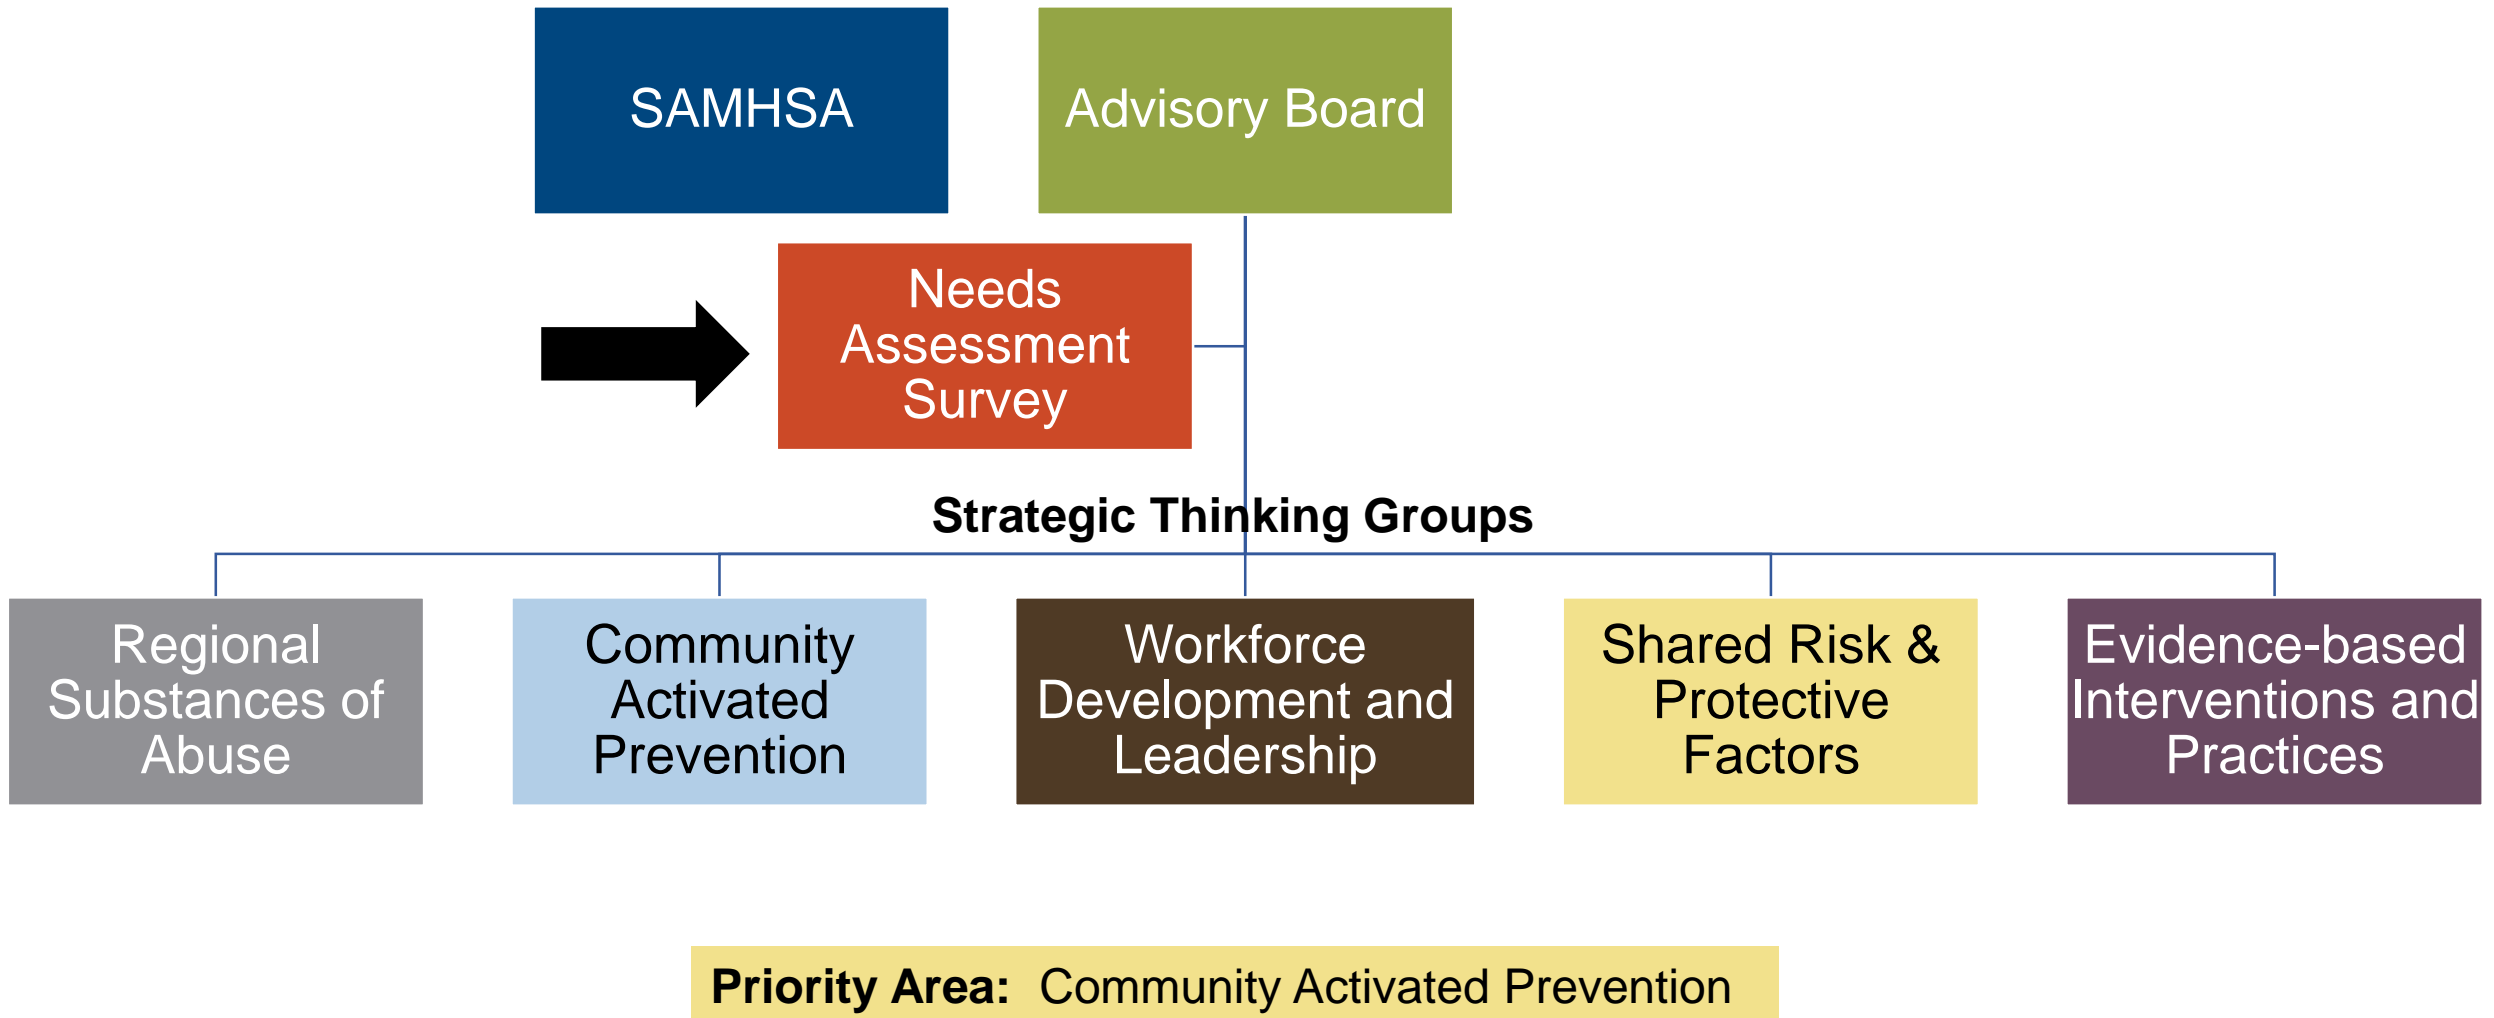 SAMHSA
Advisory Board
Needs
Assessment
Survey
Strategic Thinking Groups
Regional
Substances of
Abuse
Community
Activated
Prevention
Workforce
Development and
Leadership
Shared Risk &
Protective
Factors
Evidence-based
Interventions and
Practices
Priority Area: Community Activated Prevention